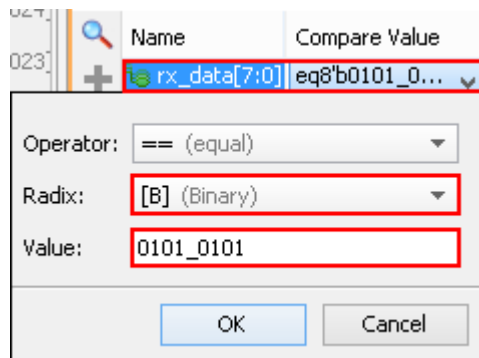 024]
Name Compare Value
023]
rx_data[7:0] eq8'b0101_0...
Operator: == (equal)
Radix: [B] (Binary)
Value: 0101_0101
OK Cancel